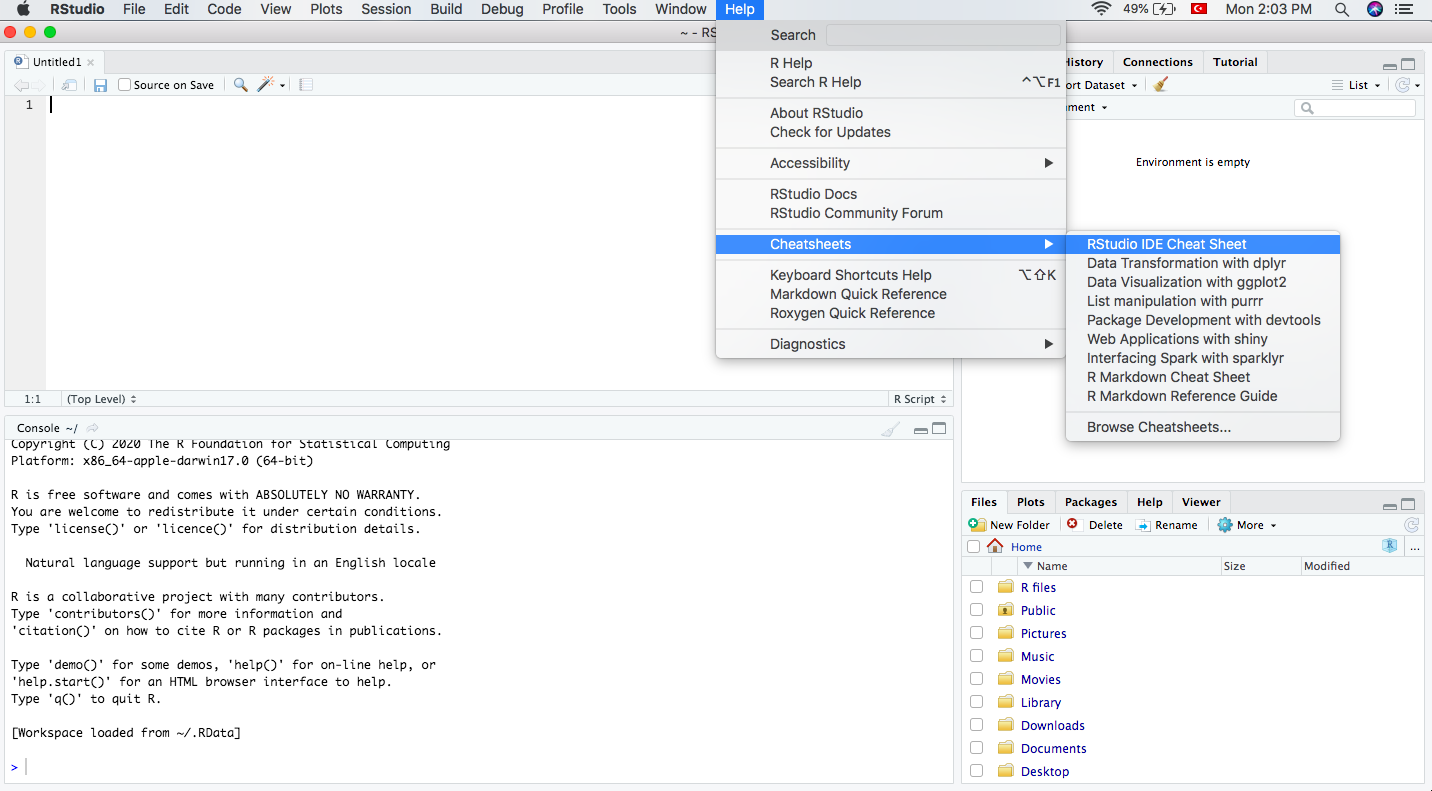 RStudio File Edit Code View Plots Session Build Debug Profile Tools Window Help 49% Mon 2:03 PM
~ - RS
Untitled1
Source on Save
1
1:1 (Top Level) R Script
Search
R Help
Search R Help ⌃⌥F1
About RStudio
Check for Updates
Accessibility
RStudio Docs
RStudio Community Forum
Cheatsheets
Keyboard Shortcuts Help ⌥⇧K
Markdown Quick Reference
Roxygen Quick Reference
Diagnostics
RStudio IDE Cheat Sheet
Data Transformation with dplyr
Data Visualization with ggplot2
List manipulation with purrr
Package Development with devtools
Web Applications with shiny
Interfacing Spark with sparklyr
R Markdown Cheat Sheet
R Markdown Reference Guide
Browse Cheatsheets...
History Connections Tutorial
ort Dataset List
ment
Environment is empty
Console ~/
Copyright (C) 2020 The R Foundation for Statistical Computing
Platform: x86_64-apple-darwin17.0 (64-bit)
R is free software and comes with ABSOLUTELY NO WARRANTY.
You are welcome to redistribute it under certain conditions.
Type 'license()' or 'licence()' for distribution details.
Natural language support but running in an English locale
R is a collaborative project with many contributors.
Type 'contributors()' for more information and
'citation()' on how to cite R or R packages in publications.
Type 'demo()' for some demos, 'help()' for on-line help, or
'help.start()' for an HTML browser interface to help.
Type 'q()' to quit R.
[Workspace loaded from ~/.RData]
>
Files Plots Packages Help Viewer
New Folder Delete Rename More
Home R ...
Name Size Modified
R files
Public
Pictures
Music
Movies
Library
Downloads
Documents
Desktop